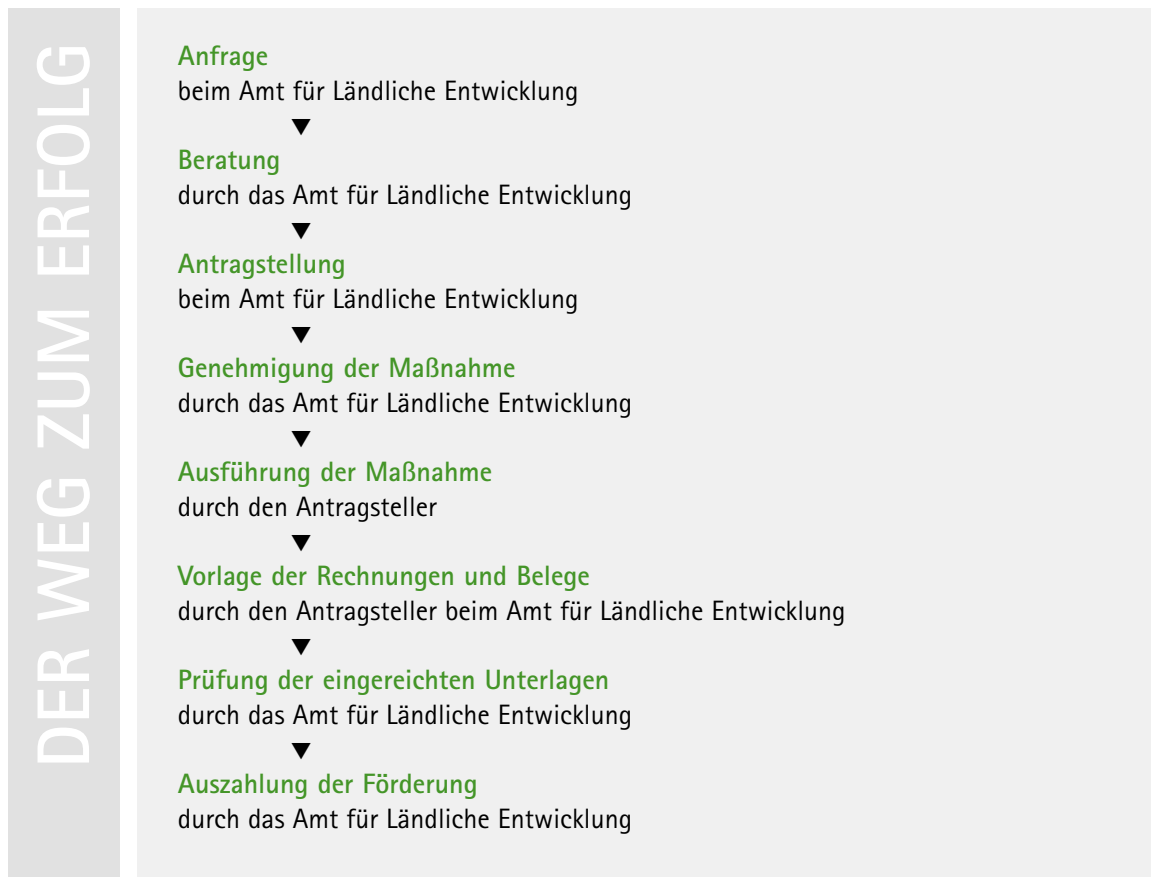 DER WEG ZUM ERFOLG
Anfrage
beim Amt für Ländliche Entwicklung
▼
Beratung
durch das Amt für Ländliche Entwicklung
▼
Antragstellung
beim Amt für Ländliche Entwicklung
▼
Genehmigung der Maßnahme
durch das Amt für Ländliche Entwicklung
▼
Ausführung der Maßnahme
durch den Antragsteller
▼
Vorlage der Rechnungen und Belege
durch den Antragsteller beim Amt für Ländliche Entwicklung
▼
Prüfung der eingereichten Unterlagen
durch das Amt für Ländliche Entwicklung
▼
Auszahlung der Förderung
durch das Amt für Ländliche Entwicklung